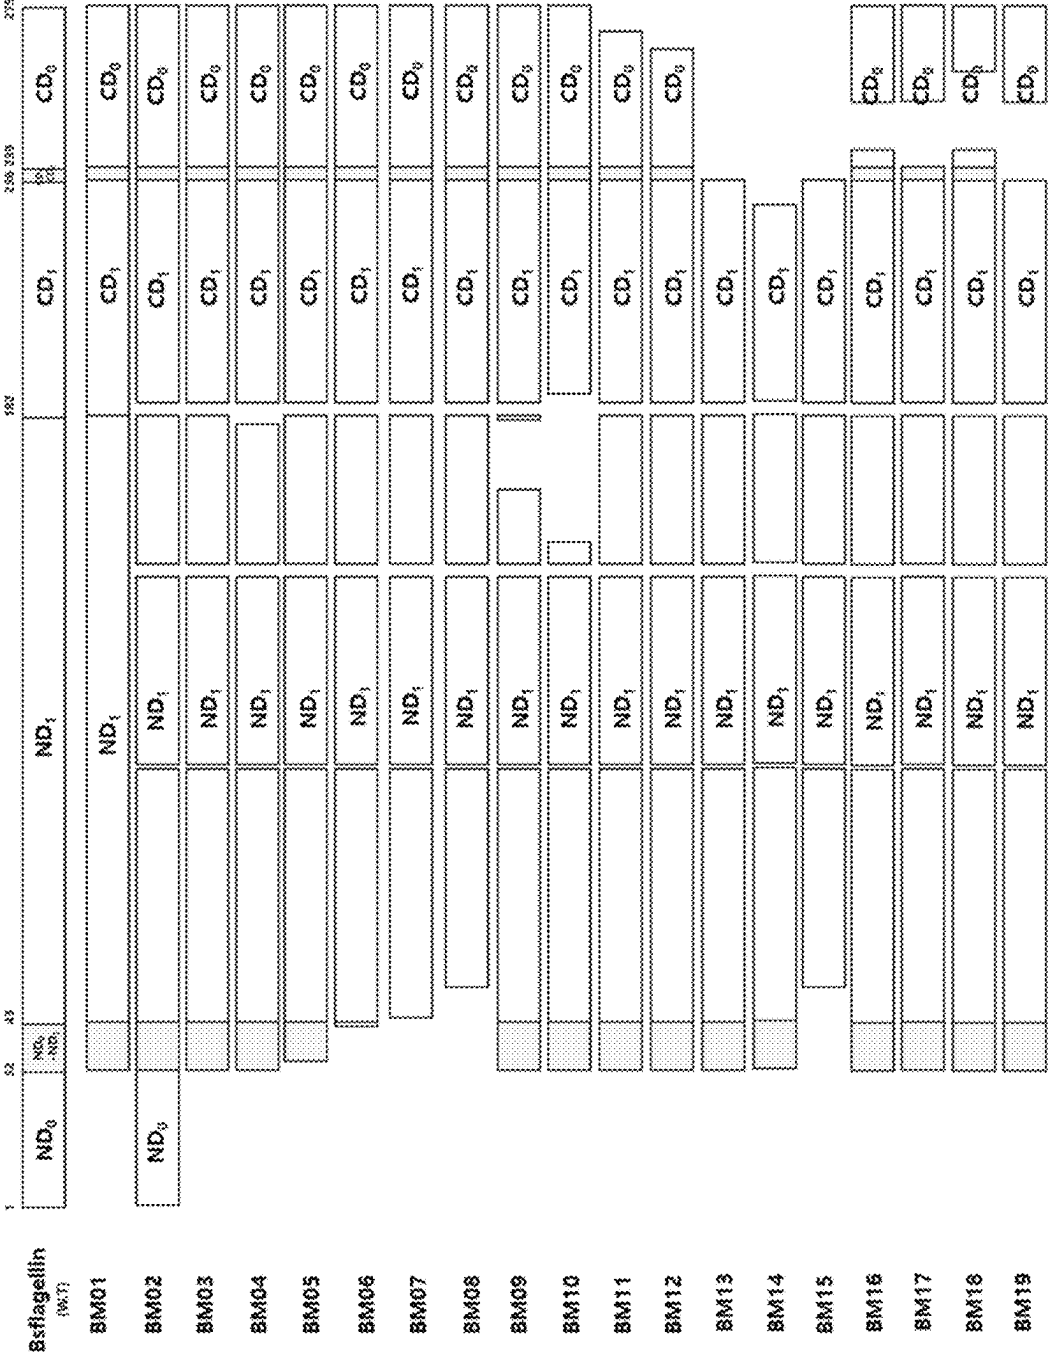 1 43 182
Bsflagellin ND₀ ND₀ ND₁ CD₁ CD₀
(W.T) -ND₁
BM01 ND₁ CD₁ CD₀
BM02 ND₀ ND₁ CD₁ CD₀
BM03 ND₁ CD₁ CD₀
BM04 ND₁ CD₁ CD₀
BM05 ND₁ CD₁ CD₀
BM06 ND₁ CD₁ CD₀
BM07 ND₁ CD₁ CD₀
BM08 ND₁ CD₁ CD₀
BM09 ND₁ CD₁ CD₀
BM10 ND₁ CD₁ CD₀
BM11 ND₁ CD₁ CD₀
BM12 ND₁ CD₁ CD₀
BM13 ND₁ CD₁
BM14 ND₁ CD₁
BM15 ND₁ CD₁
BM16 ND₁ CD₁ CD₀
BM17 ND₁ CD₁ CD₀
BM18 ND₁ CD₁ CD₀
BM19 ND₁ CD₁ CD₀